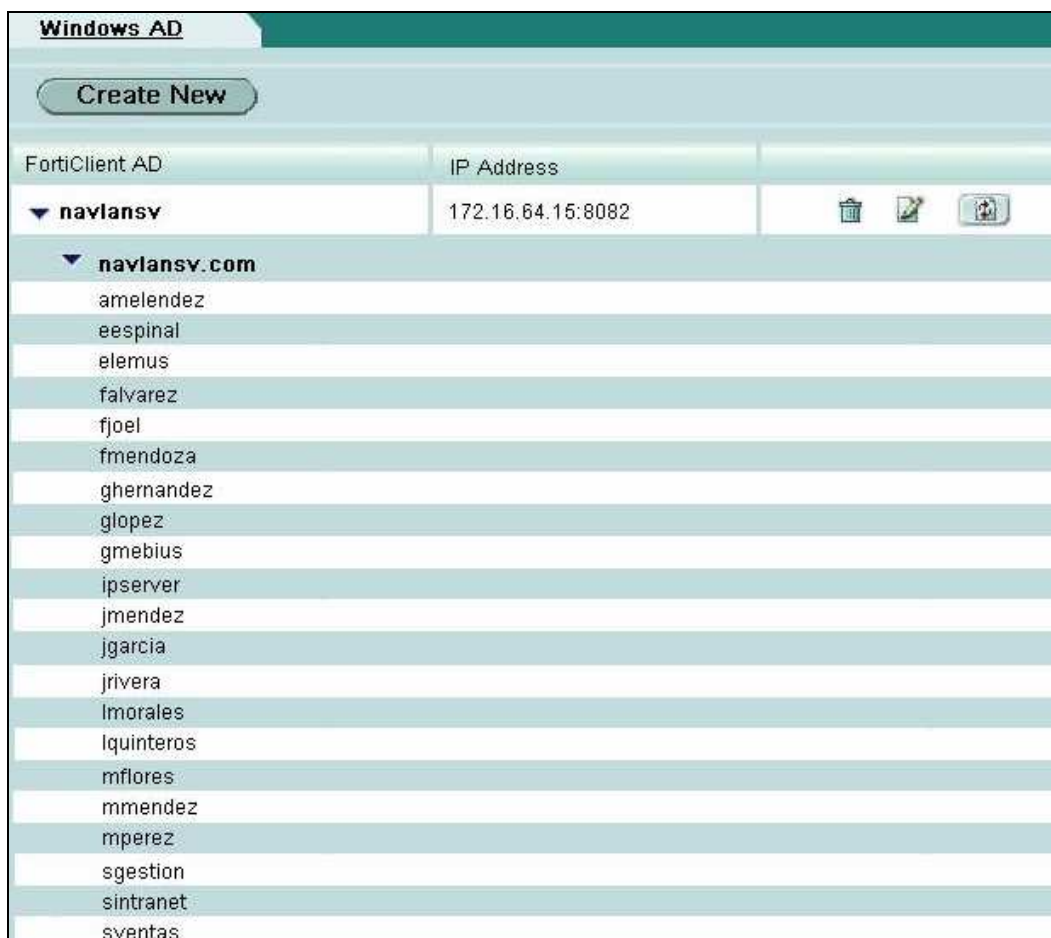 Windows AD
Create New
FortiClient AD IP Address
navlansv 172.16.64.15:8082
navlansv.com
amelendez
eespinal
elemus
falvarez
fjoel
fmendoza
ghernandez
glopez
gmebius
ipserver
jmendez
jgarcia
jrivera
lmorales
lquinteros
mflores
mmendez
mperez
sgestion
sintranet
sventas